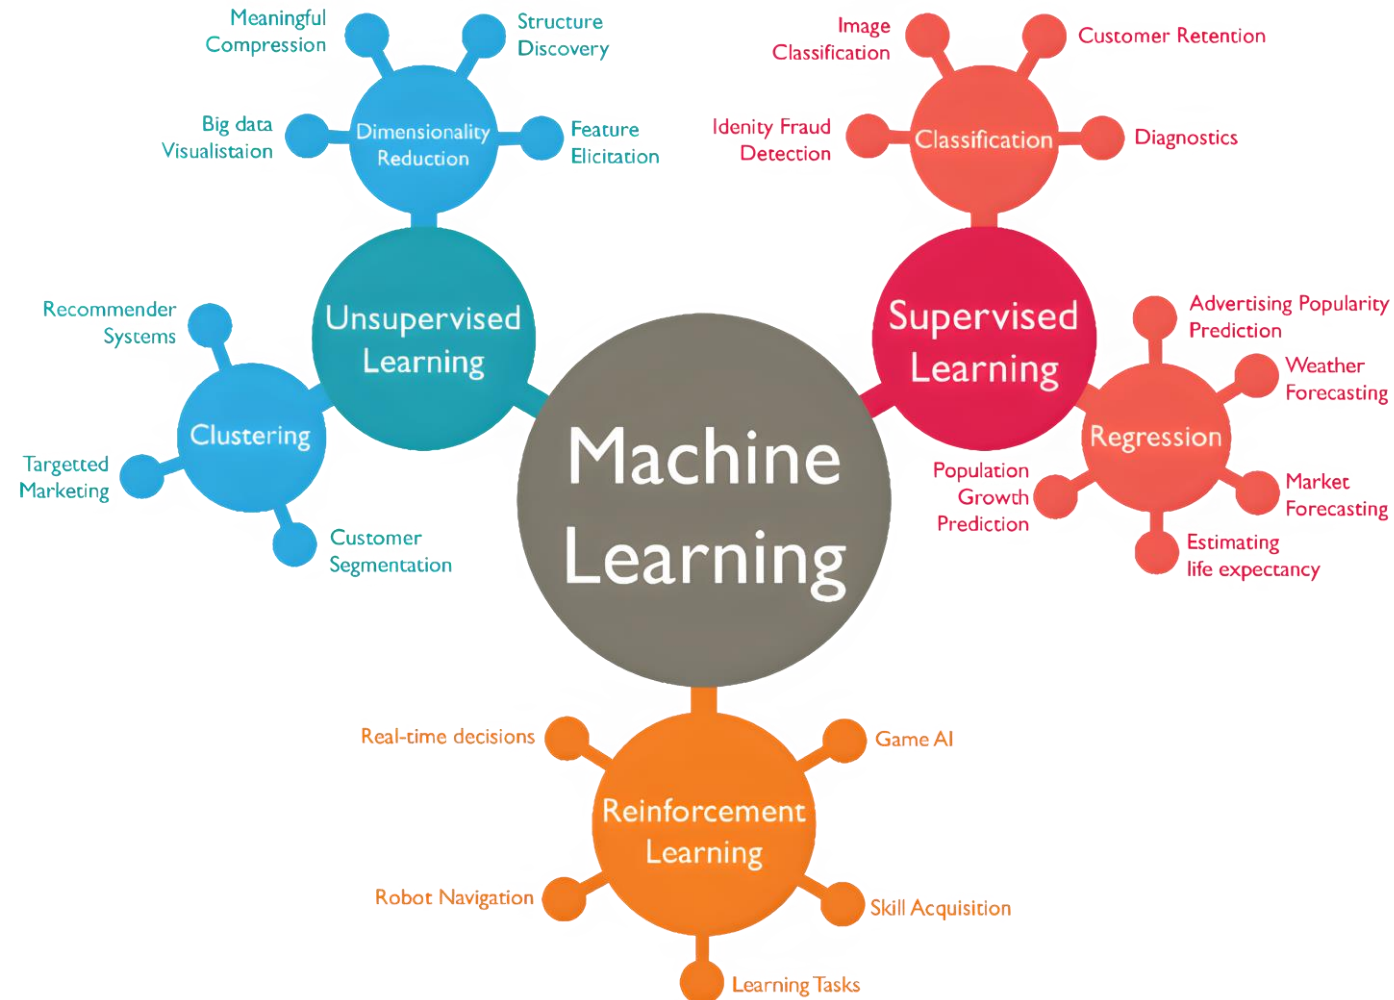 Meaningful
Compression
Structure
Discovery
Big data
Visualistaion
Dimensionality
Reduction
Feature
Elicitation
Image
Classification
Customer Retention
Idenity Fraud
Detection
Classification
Diagnostics
Unsupervised
Learning
Supervised
Learning
Recommender
Systems
Clustering
Targetted
Marketing
Customer
Segmentation
Machine
Learning
Advertising Popularity
Prediction
Weather
Forecasting
Regression
Population
Growth
Prediction
Market
Forecasting
Estimating
life expectancy
Real-time decisions
Game AI
Reinforcement
Learning
Robot Navigation
Skill Acquisition
Learning Tasks